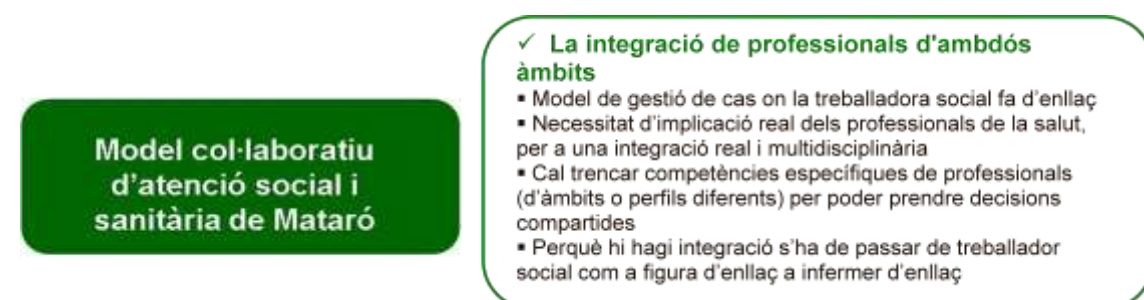 Model col·laboratiu
d'atenció social i
sanitària de Mataró
✓ La integració de professionals d'ambdós
àmbits
▪ Model de gestió de cas on la treballadora social fa d'enllaç
▪ Necessitat d'implicació real dels professionals de la salut,
per a una integració real i multidisciplinària
▪ Cal trencar competències específiques de professionals
(d'àmbits o perfils diferents) per poder prendre decisions
compartides
▪ Perquè hi hagi integració s'ha de passar de treballador
social com a figura d'enllaç a infermer d'enllaç